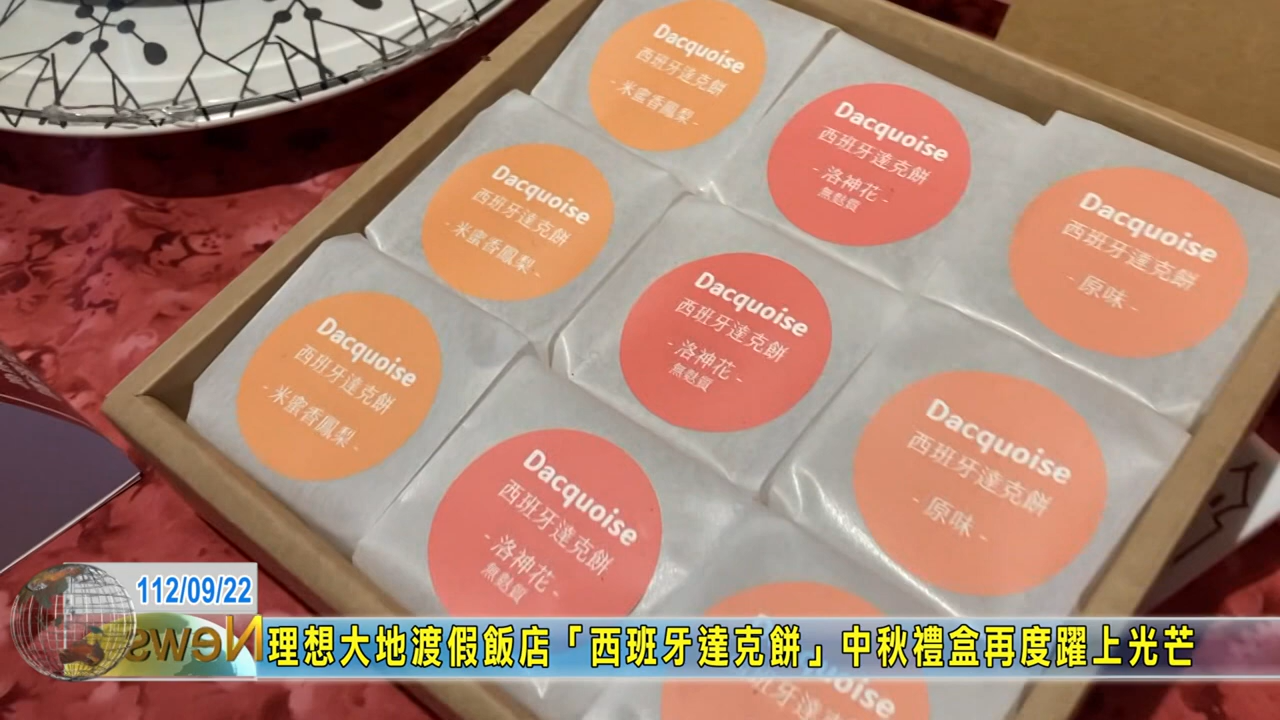 Dacquoise
西班牙達克餅
- 米蜜香鳳梨 -
Dacquoise
西班牙達克餅
- 洛神花 -
無麩質
Dacquoise
西班牙達克餅
- 原味 -
Dacquoise
西班牙達克餅
- 米蜜香鳳梨 -
Dacquoise
西班牙達克餅
- 洛神花 -
無麩質
Dacquoise
西班牙達克餅
- 原味 -
Dacquoise
西班牙達克餅
- 米蜜香鳳梨 -
Dacquoise
西班牙達克餅
- 洛神花 -
無麩質
112/09/22
News
理想大地渡假飯店「西班牙達克餅」中秋禮盒再度躍上光芒